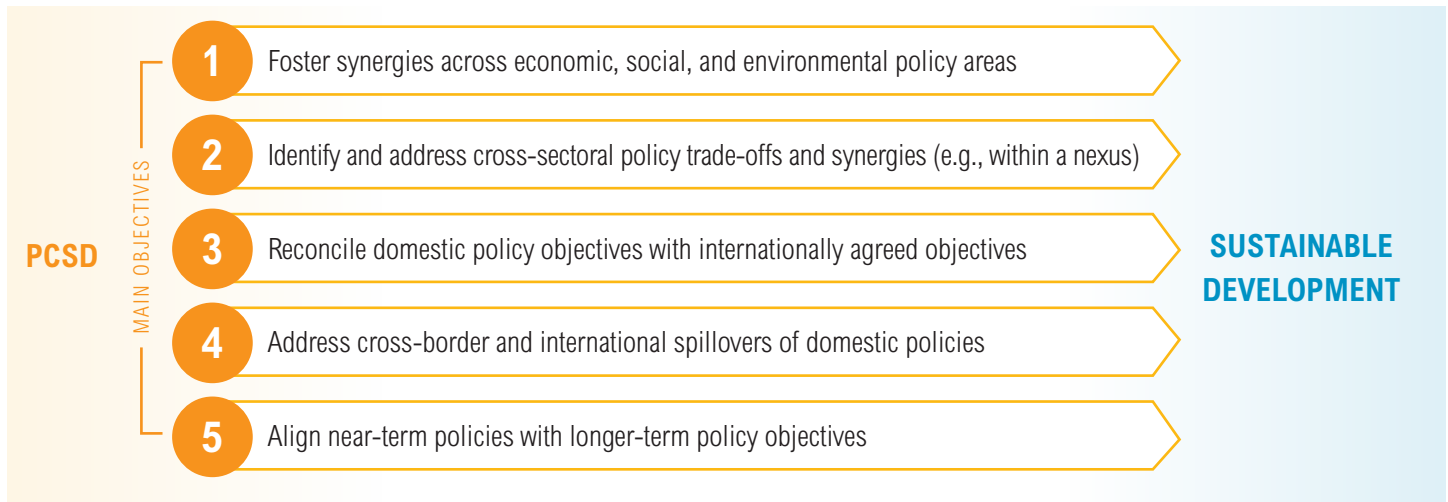 PCSD
MAIN OBJECTIVES
1
Foster synergies across economic, social, and environmental policy areas
2
Identify and address cross-sectoral policy trade-offs and synergies (e.g., within a nexus)
3
Reconcile domestic policy objectives with internationally agreed objectives
4
Address cross-border and international spillovers of domestic policies
5
Align near-term policies with longer-term policy objectives
SUSTAINABLE
DEVELOPMENT